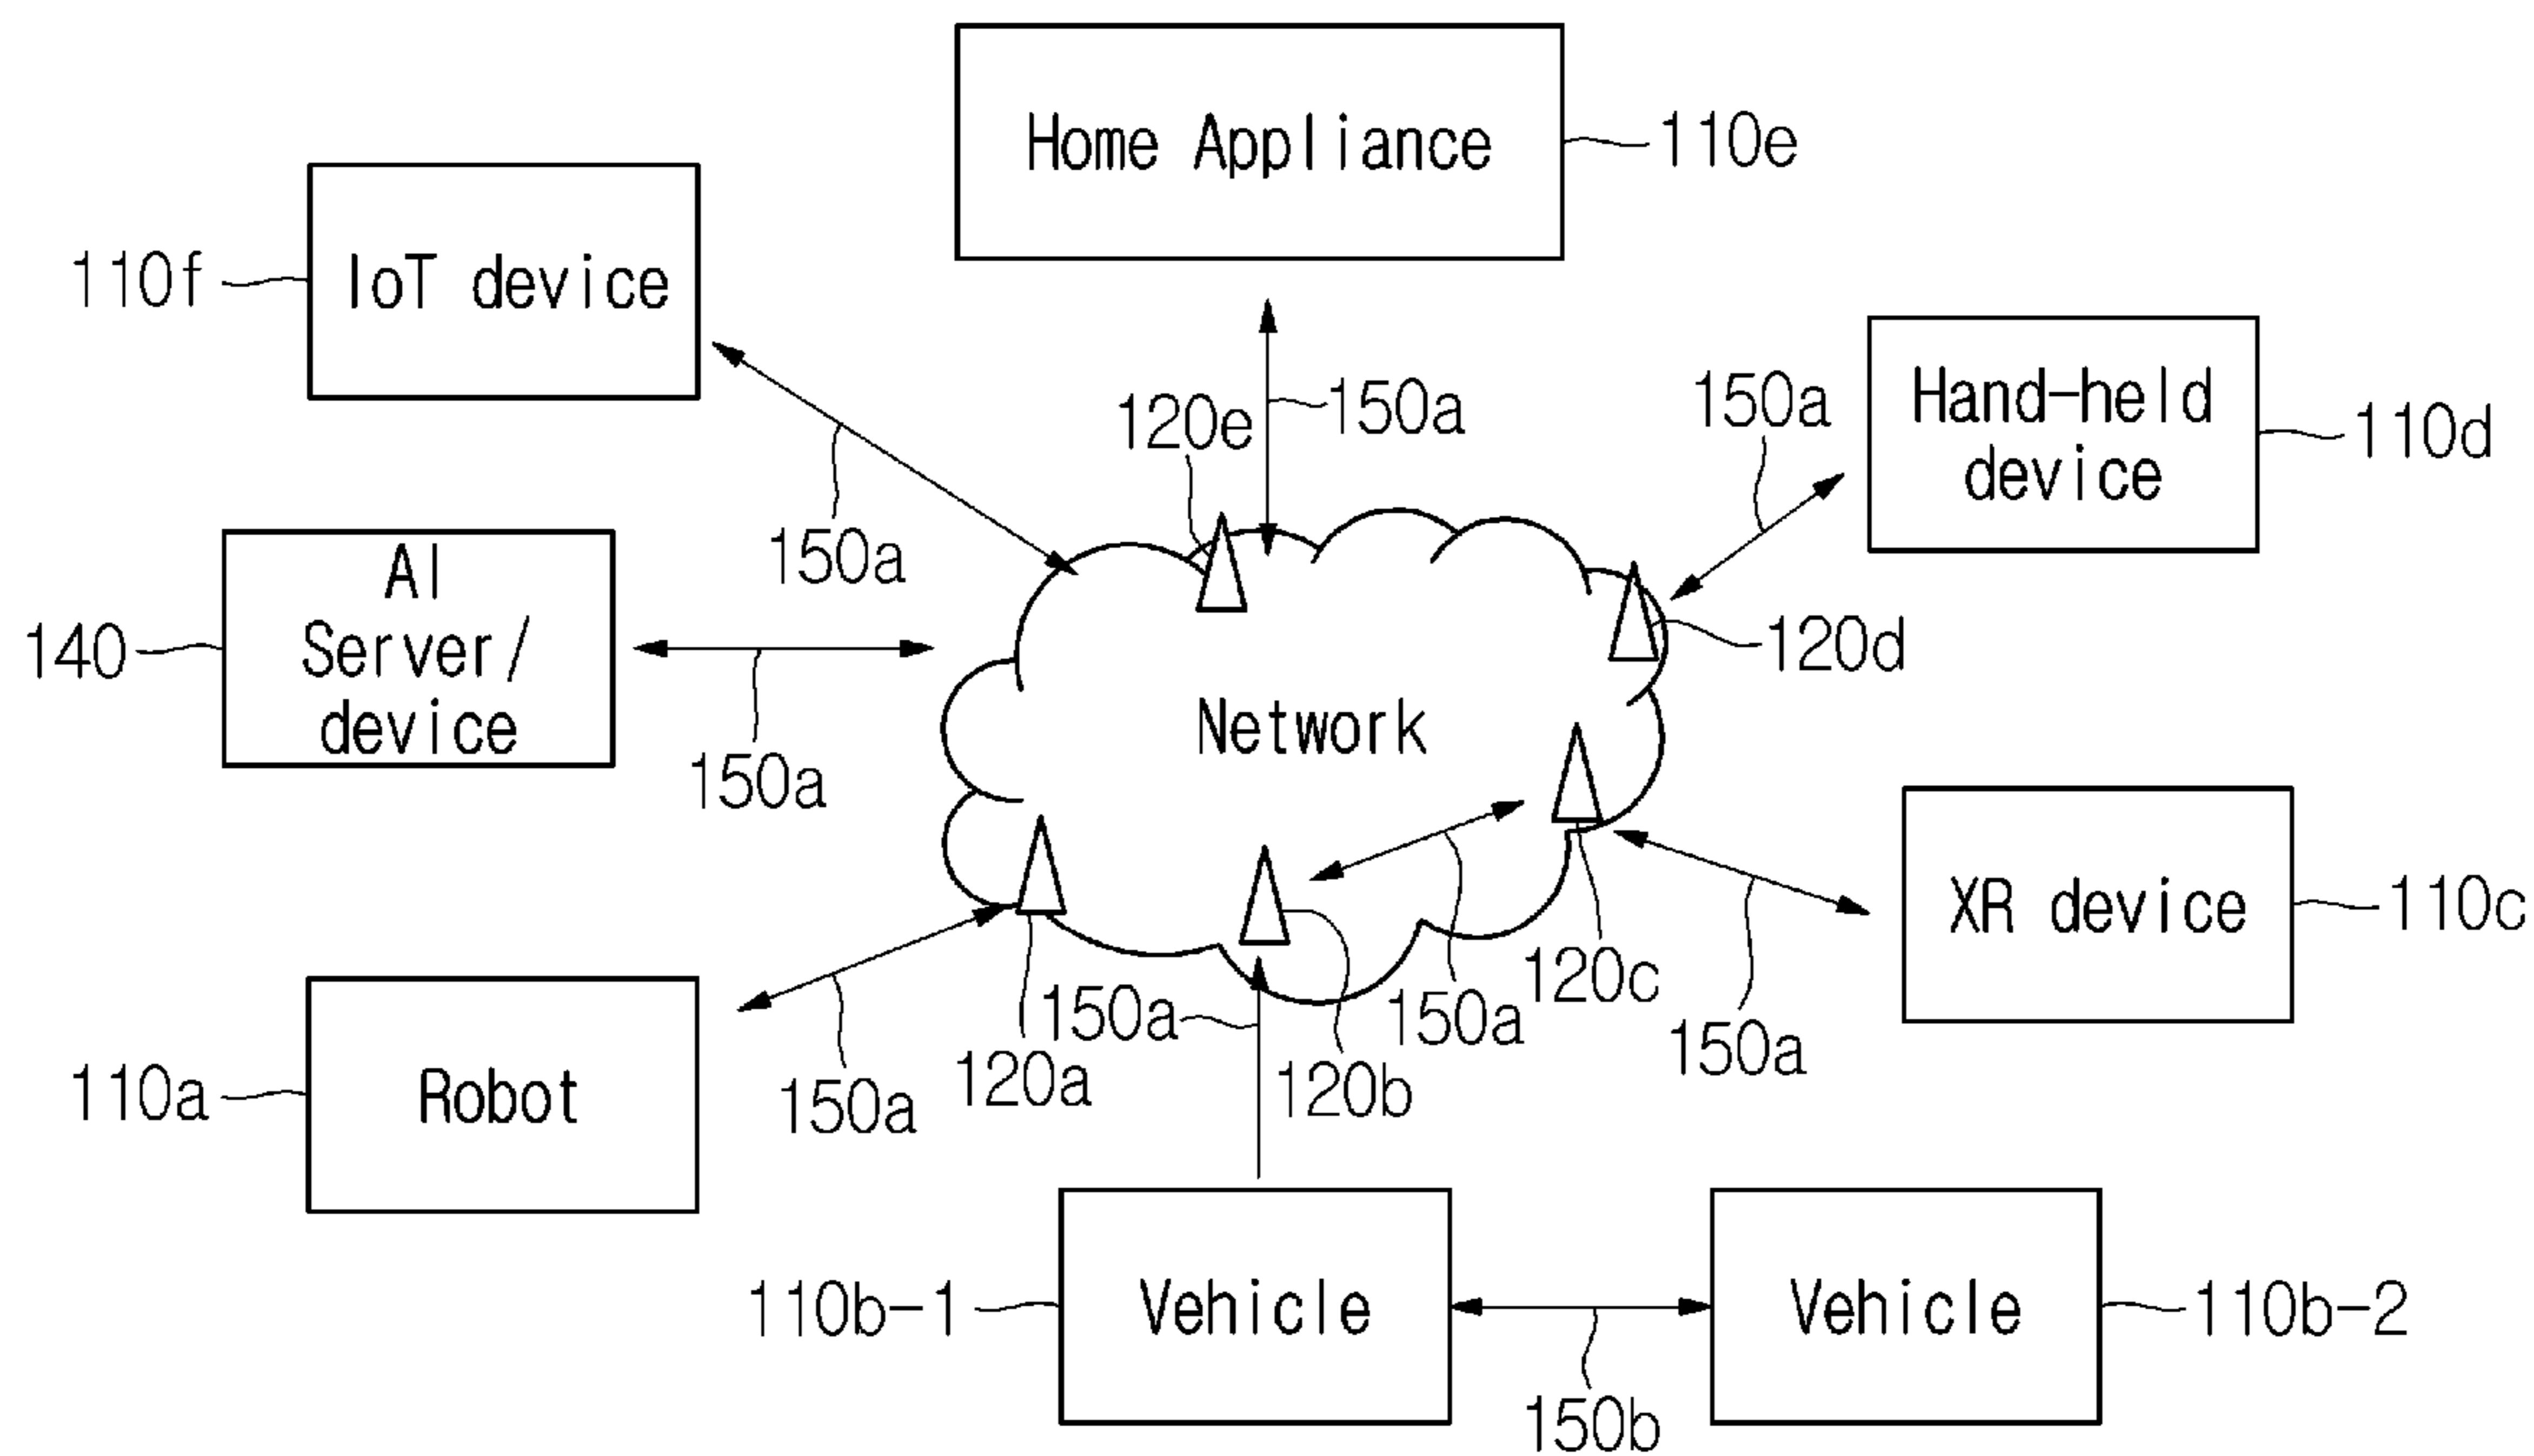 Home Appliance
110e
110f
IoT device
150a
120e
150a
150a
Hand-held
device
110d
140
AI
Server/
device
150a
120d
Network
110a
Robot
150a
120a
150a
120b
150a
120c
150a
XR device
110c
110b-1
Vehicle
Vehicle
110b-2
150b